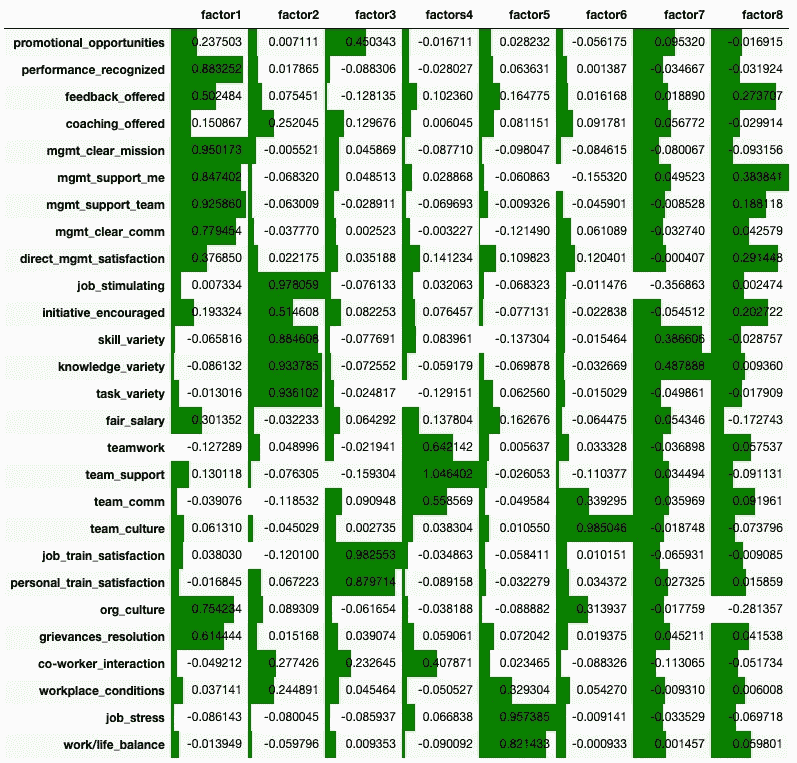 factor1 factor2 factor3 factors4 factor5 factor6 factor7 factor8
promotional_opportunities 0.237503 0.007111 0.450343 -0.016711 0.028232 -0.056175 0.095320 -0.016915
performance_recognized 0.883252 0.017865 -0.088306 -0.028027 0.063631 0.001387 -0.034667 -0.031924
feedback_offered 0.502484 0.075451 -0.128135 0.102360 0.164775 0.016168 0.018890 0.273707
coaching_offered 0.150867 0.252045 0.129676 0.006045 0.081151 0.091781 0.056772 -0.029914
mgmt_clear_mission 0.950173 -0.005521 0.045869 -0.087710 -0.098047 -0.084615 -0.080067 -0.093156
mgmt_support_me 0.847402 -0.068320 0.048513 0.028868 -0.060863 -0.155320 0.049523 0.383841
mgmt_support_team 0.925860 -0.063009 -0.028911 -0.069693 -0.009326 -0.045901 -0.008528 0.188118
mgmt_clear_comm 0.779464 -0.037770 0.002523 -0.003227 -0.121490 0.061089 -0.032740 0.042579
direct_mgmt_satisfaction 0.376850 0.022175 0.035188 0.141234 0.109823 0.120401 -0.000407 0.291448
job_stimulating 0.007334 0.978059 -0.076133 0.032063 -0.068323 -0.011476 -0.356863 0.002474
initiative_encouraged 0.193324 0.514608 0.082253 0.076457 -0.077131 -0.022838 -0.054512 0.202722
skill_variety -0.065816 0.884608 -0.077691 0.083961 -0.137304 -0.015464 0.386606 -0.028757
knowledge_variety -0.086132 0.933785 -0.072552 -0.059179 -0.069878 -0.032669 0.487888 0.009360
task_variety -0.013016 0.936102 -0.024817 -0.129151 0.062560 -0.015029 -0.049861 -0.017909
fair_salary 0.301352 -0.032233 0.064292 0.137804 0.162676 -0.064475 0.054346 -0.172743
teamwork -0.127289 0.048996 -0.021941 0.642142 0.005637 0.033328 -0.036898 0.057537
team_support 0.130118 -0.076305 -0.159304 1.046402 -0.026053 -0.110377 0.034494 -0.091131
team_comm -0.039076 -0.118532 0.090948 0.558569 -0.049584 0.339295 0.035969 0.091961
team_culture 0.061310 -0.045029 0.002735 0.038304 0.010550 0.985046 -0.018748 -0.073796
job_train_satisfaction 0.038030 -0.120100 0.982553 -0.034863 -0.058411 0.010151 -0.065931 -0.009085
personal_train_satisfaction -0.016845 0.067223 0.879714 -0.089158 -0.032279 0.034372 0.027325 0.015859
org_culture 0.754234 0.089309 -0.061654 -0.038188 -0.088882 0.313937 -0.017759 -0.281357
grievances_resolution 0.614444 0.015168 0.039074 0.059061 0.072042 0.019375 0.045211 0.041538
co-worker_interaction -0.049212 0.277426 0.232645 0.407871 0.023465 -0.088326 -0.113065 -0.051734
workplace_conditions 0.037141 0.244891 0.045464 -0.050527 0.329304 0.054270 -0.009310 0.006008
job_stress -0.086143 -0.080045 -0.085937 0.066838 0.957385 -0.009141 -0.033529 -0.069718
work/life_balance -0.013949 -0.059796 0.009353 -0.090092 0.821433 -0.000933 0.001457 0.059801